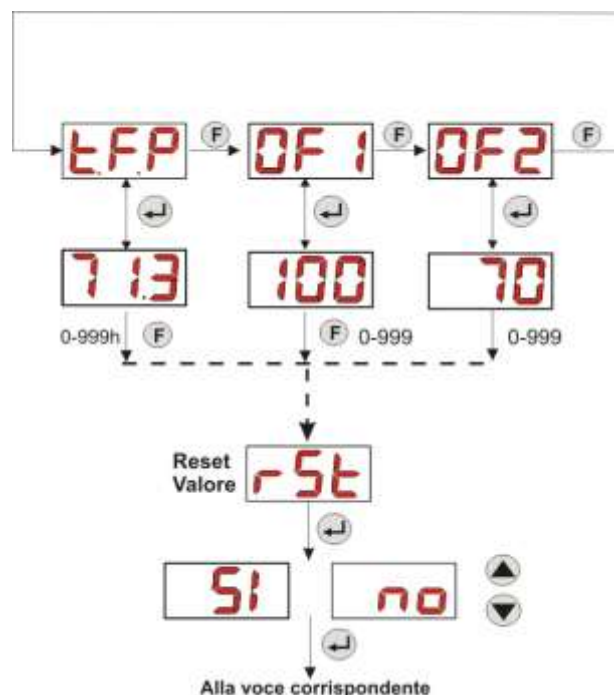 t.F.P F OF1 F OF2 F
71.3 100 70
0-999h F F 0-999 0-999
Reset
Valore rSt
SI no
Alla voce corrispondente